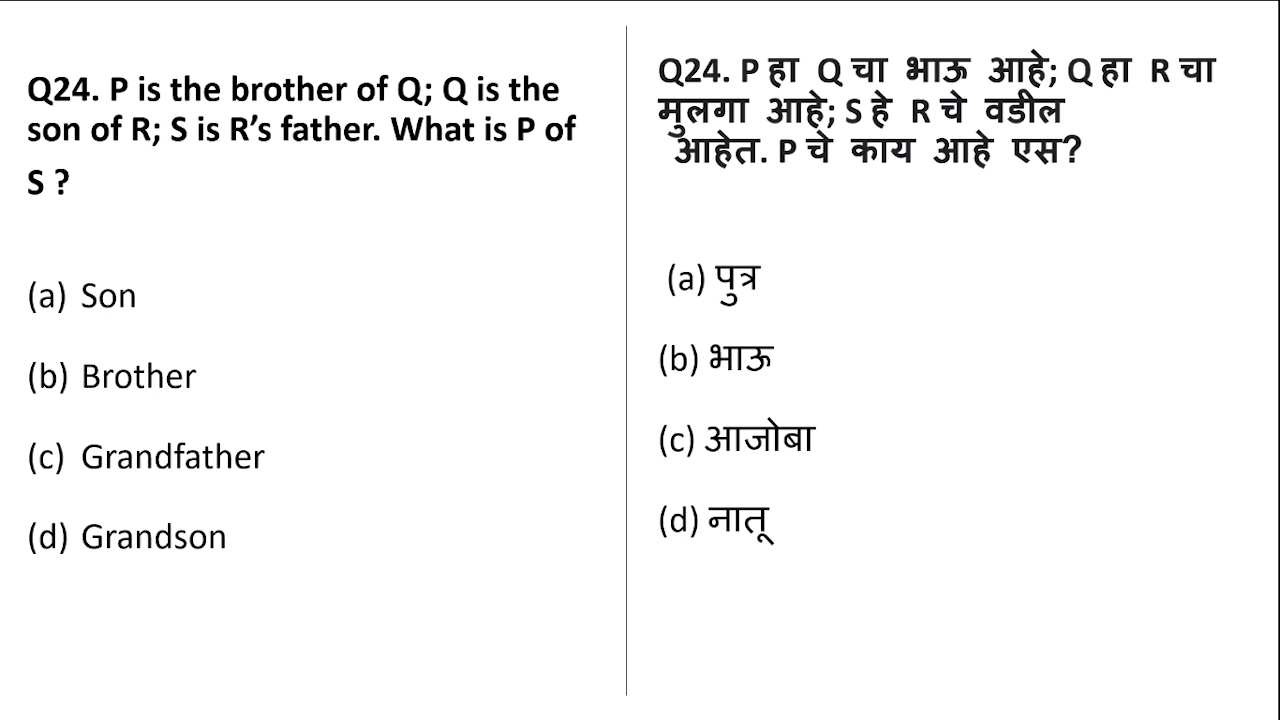 Q24. P is the brother of Q; Q is the
son of R; S is R’s father. What is P of
S ?
(a) Son
(b) Brother
(c) Grandfather
(d) Grandson
Q24. P हा Q चा भाऊ आहे; Q हा R चा
मुलगा आहे; S हे R चे वडील
आहेत. P चे काय आहे एस?
(a) पुत्र
(b) भाऊ
(c) आजोबा
(d) नातू